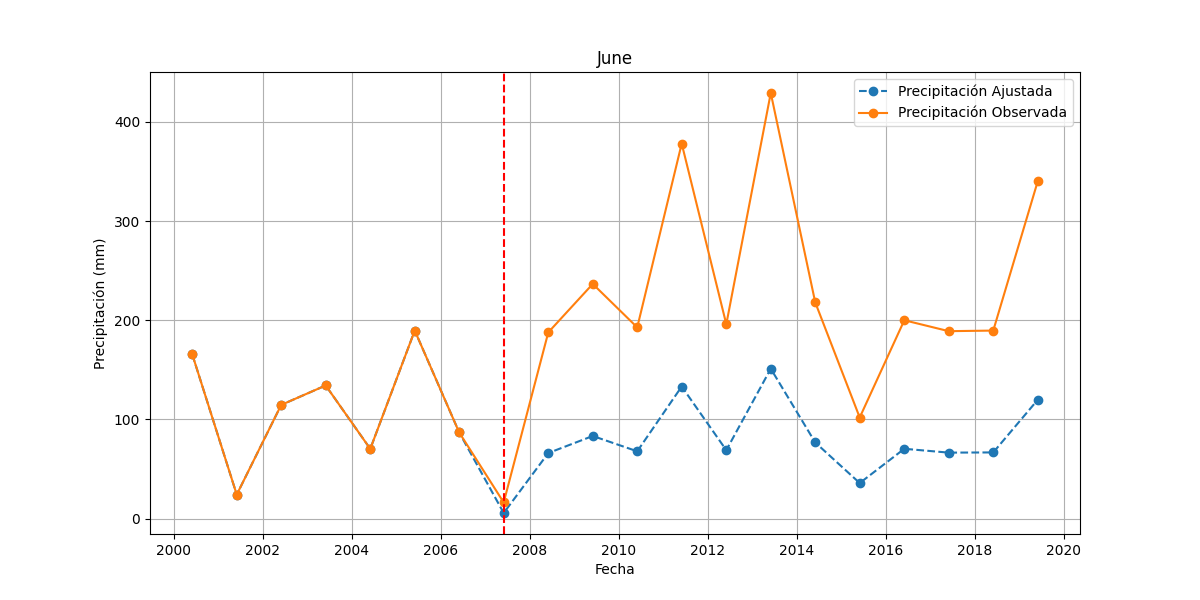 June
Precipitación Ajustada
Precipitación Observada
Precipitación (mm)
400
300
200
100
0
2000 2002 2004 2006 2008 2010 2012 2014 2016 2018 2020
Fecha